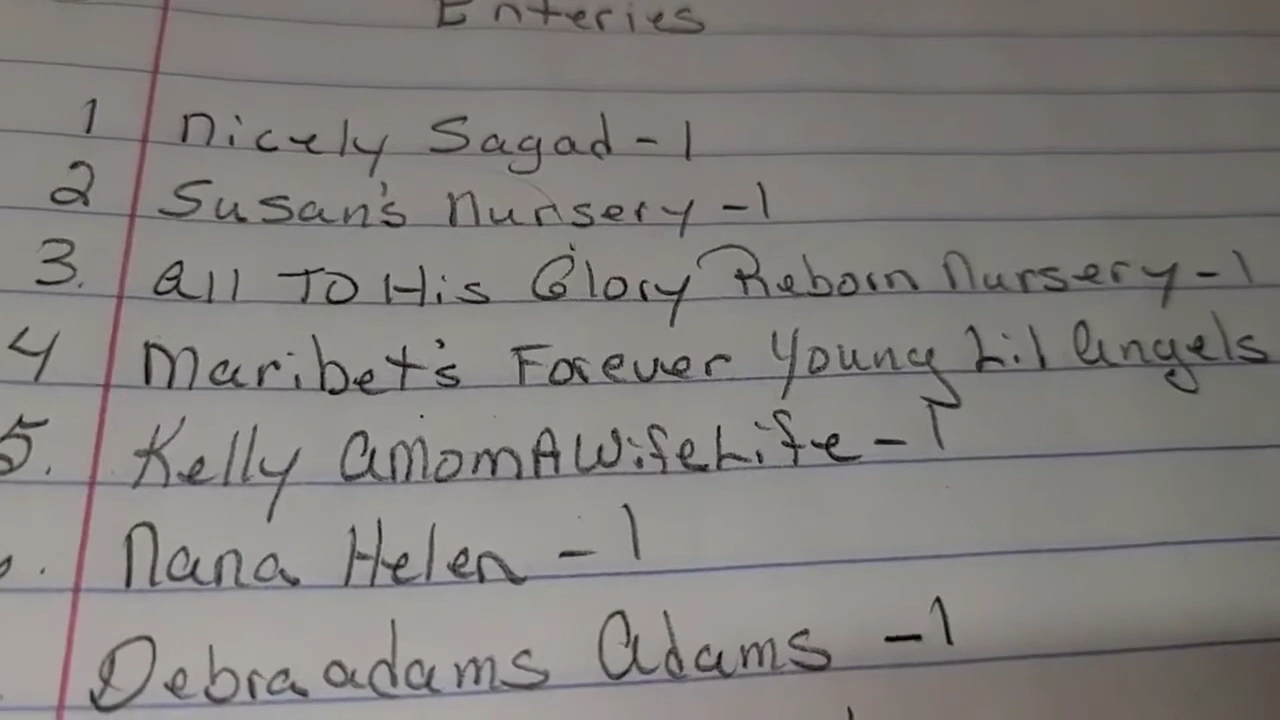 Enteries
1 Nicely Sagad - 1
2 Susan's Nursery - 1
3. All To His Glory Reborn Nursery - 1
4 Maribet's Forever Young Lil Angels
5. Kelly AMomAWifeLife - 1
Nana Helen - 1
Debraadams Adams - 1